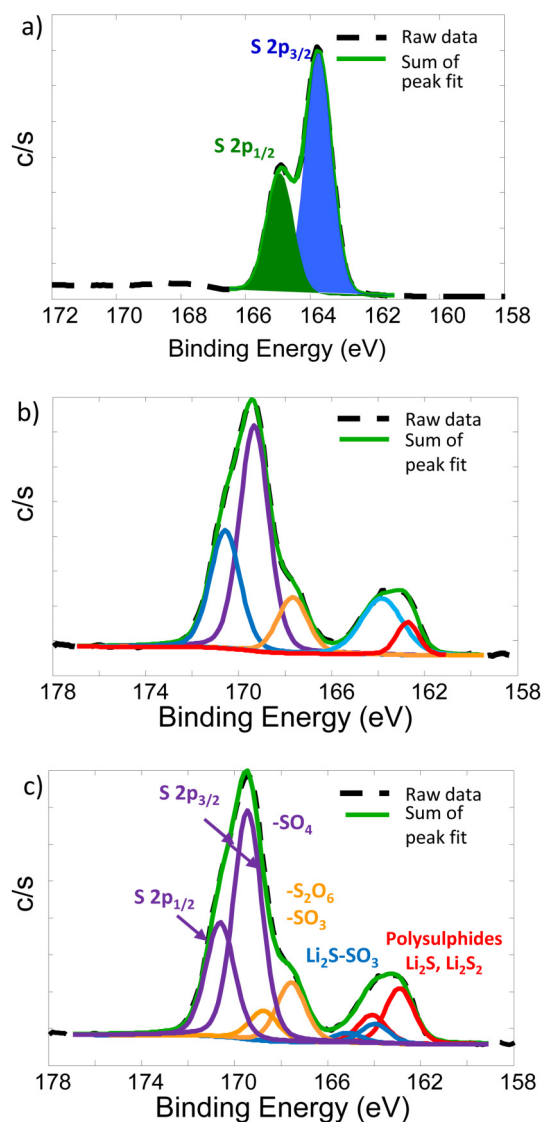 a)
S 2p3/2
Raw data
Sum of
peak fit
S 2p1/2
c/s
172 170 168 166 164 162 160 158
Binding Energy (eV)
b)
Raw data
Sum of
peak fit
c/s
178 174 170 166 162 158
Binding Energy (eV)
c)
S 2p3/2
-SO4
Raw data
Sum of
peak fit
S 2p1/2
-S2O6
-SO3
Li2S-SO3
Polysulphides
Li2S, Li2S2
c/s
178 174 170 166 162 158
Binding Energy (eV)